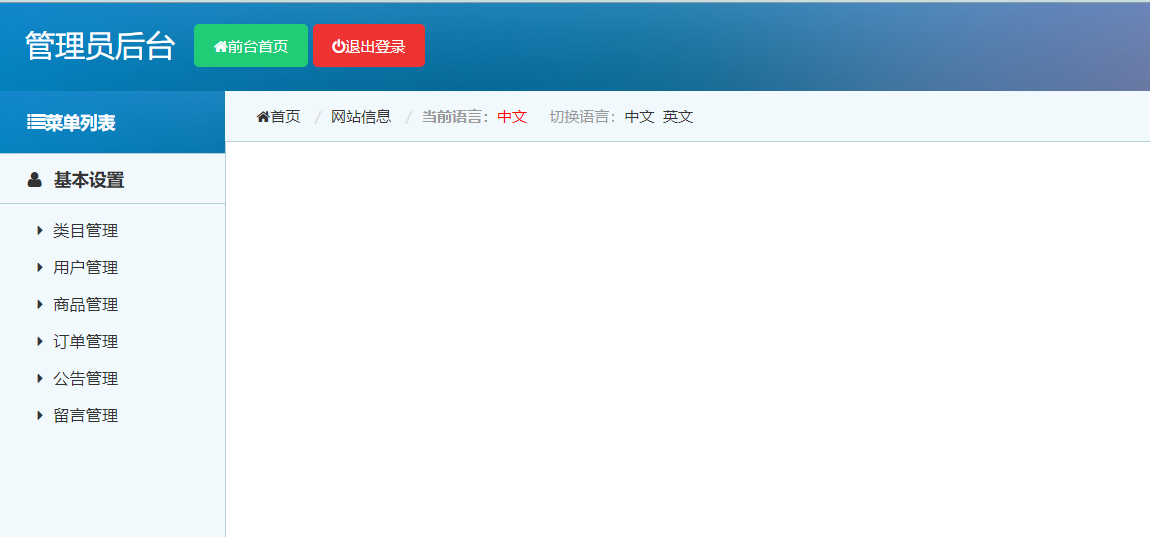 管理员后台 前台首页 退出登录
菜单列表
首页 / 网站信息 / 当前语言：中文 切换语言：中文 英文
基本设置
类目管理
用户管理
商品管理
订单管理
公告管理
留言管理